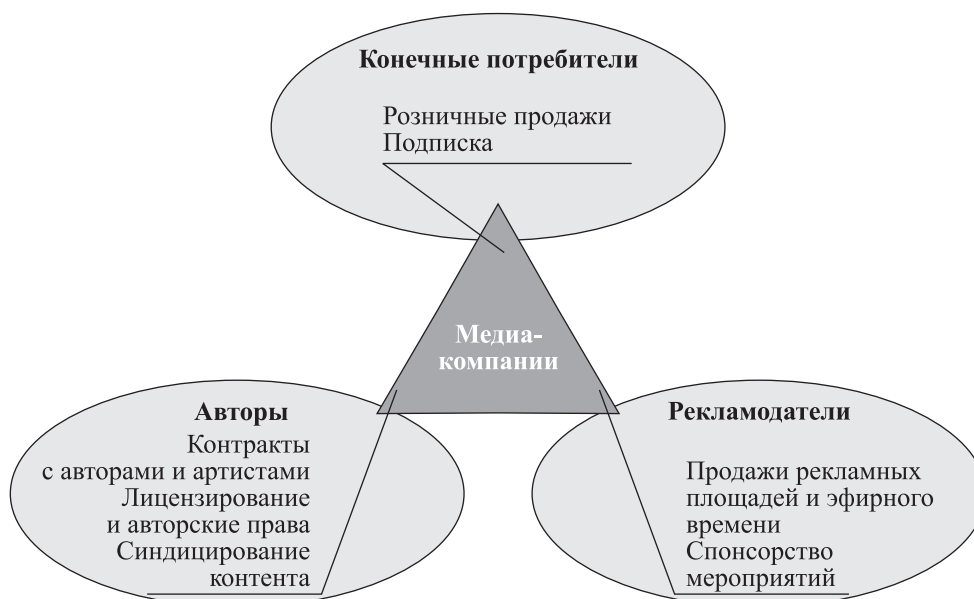 Конечные потребители
Розничные продажи
Подписка
Медиа-
компании
Авторы
Контракты
с авторами и артистами
Лицензирование
и авторские права
Синдицирование
контента
Рекламодатели
Продажи рекламных
площадей и эфирного
времени
Спонсорство
мероприятий